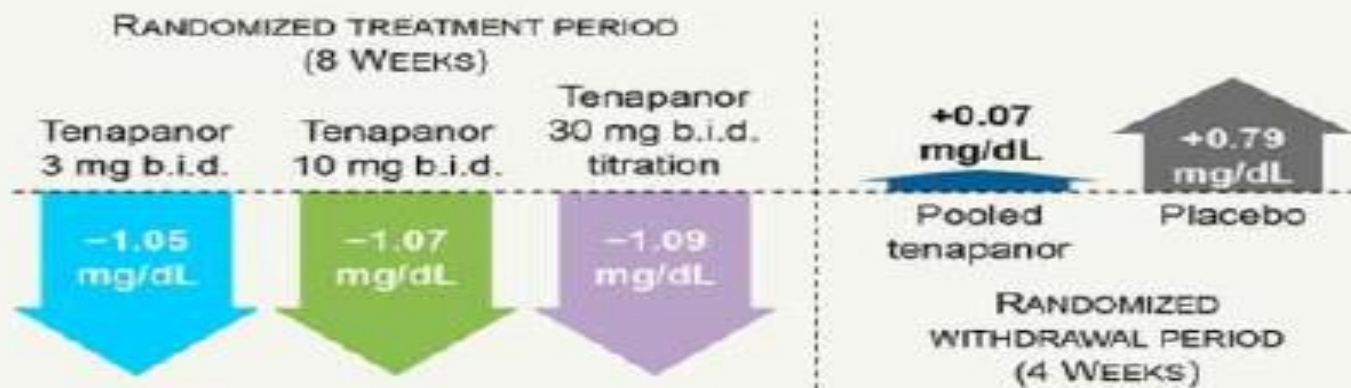 RANDOMIZED TREATMENT PERIOD
(8 WEEKS)
Tenapanor
3 mg b.i.d.
Tenapanor
10 mg b.i.d.
Tenapanor
30 mg b.i.d.
titration
−1.05
mg/dL
−1.07
mg/dL
−1.09
mg/dL
+0.07
mg/dL
+0.79
mg/dL
Pooled
tenapanor
Placebo
RANDOMIZED
WITHDRAWAL PERIOD
(4 WEEKS)